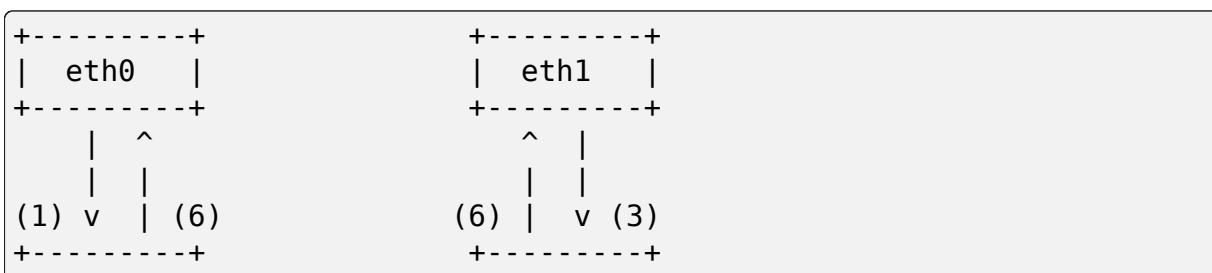 +---------+              +---------+
|  eth0   |              |  eth1   |
+---------+              +---------+
    |  ^                    ^  |
    |  |                    |  |
(1) v  | (6)            (6) |  v (3)
+---------+              +---------+